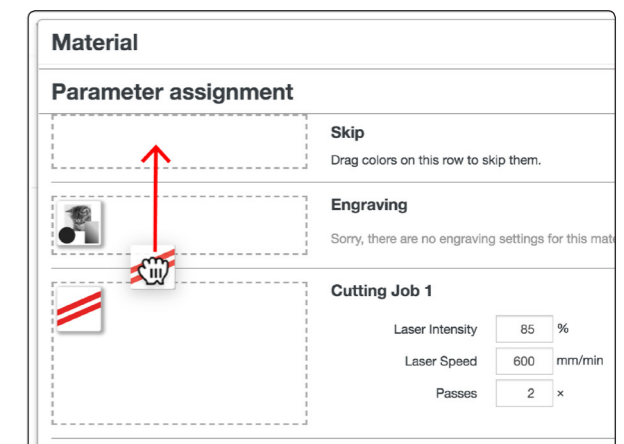 Material
Parameter assignment
Skip
Drag colors on this row to skip them.
Engraving
Sorry, there are no engraving settings for this
Cutting Job 1
Laser Intensity 85 %
Laser Speed 600 mm/min
Passes 2 ×